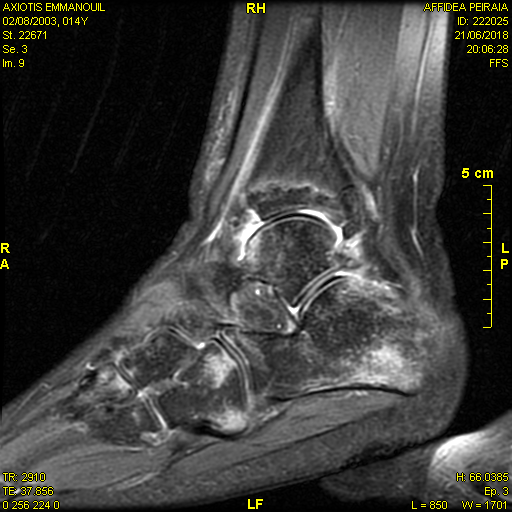 AXIOTIS EMMANOUIL
02/08/2003, 014Y
St. 22671
Se. 3
Im. 9
RH
AFFIDEA PEIRAIA
ID: 222025
21/06/2018
20:06:28
FFS
5 cm
R
A
L
P
TR: 2910
TE: 37.856
0 256 224 0
LF
H: 66.0385
Ep. 3
L = 850 W = 1701